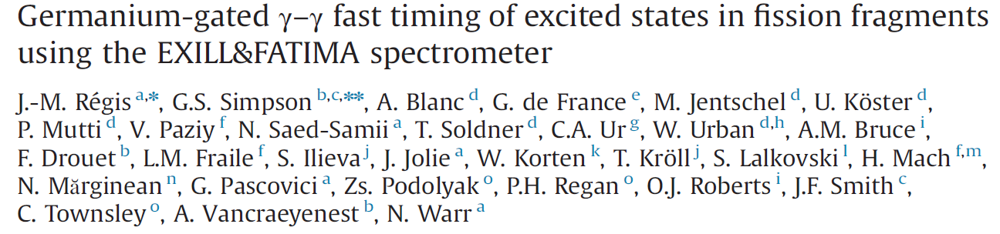 Germanium-gated γ–γ fast timing of excited states in fission fragments
using the EXILL&FATIMA spectrometer
J.-M. Régis a,*, G.S. Simpson b,c,**, A. Blanc d, G. de France e, M. Jentschel d, U. Köster d,
P. Mutti d, V. Paziy f, N. Saed-Samii a, T. Soldner d, C.A. Ur g, W. Urban d,h, A.M. Bruce i,
F. Drouet b, L.M. Fraile f, S. Ilieva j, J. Jolie a, W. Korten k, T. Kröll j, S. Lalkovski l, H. Mach f,m,
N. Mărginean n, G. Pascovici a, Zs. Podolyak o, P.H. Regan o, O.J. Roberts i, J.F. Smith c,
C. Townsley o, A. Vancraeyenest b, N. Warr a